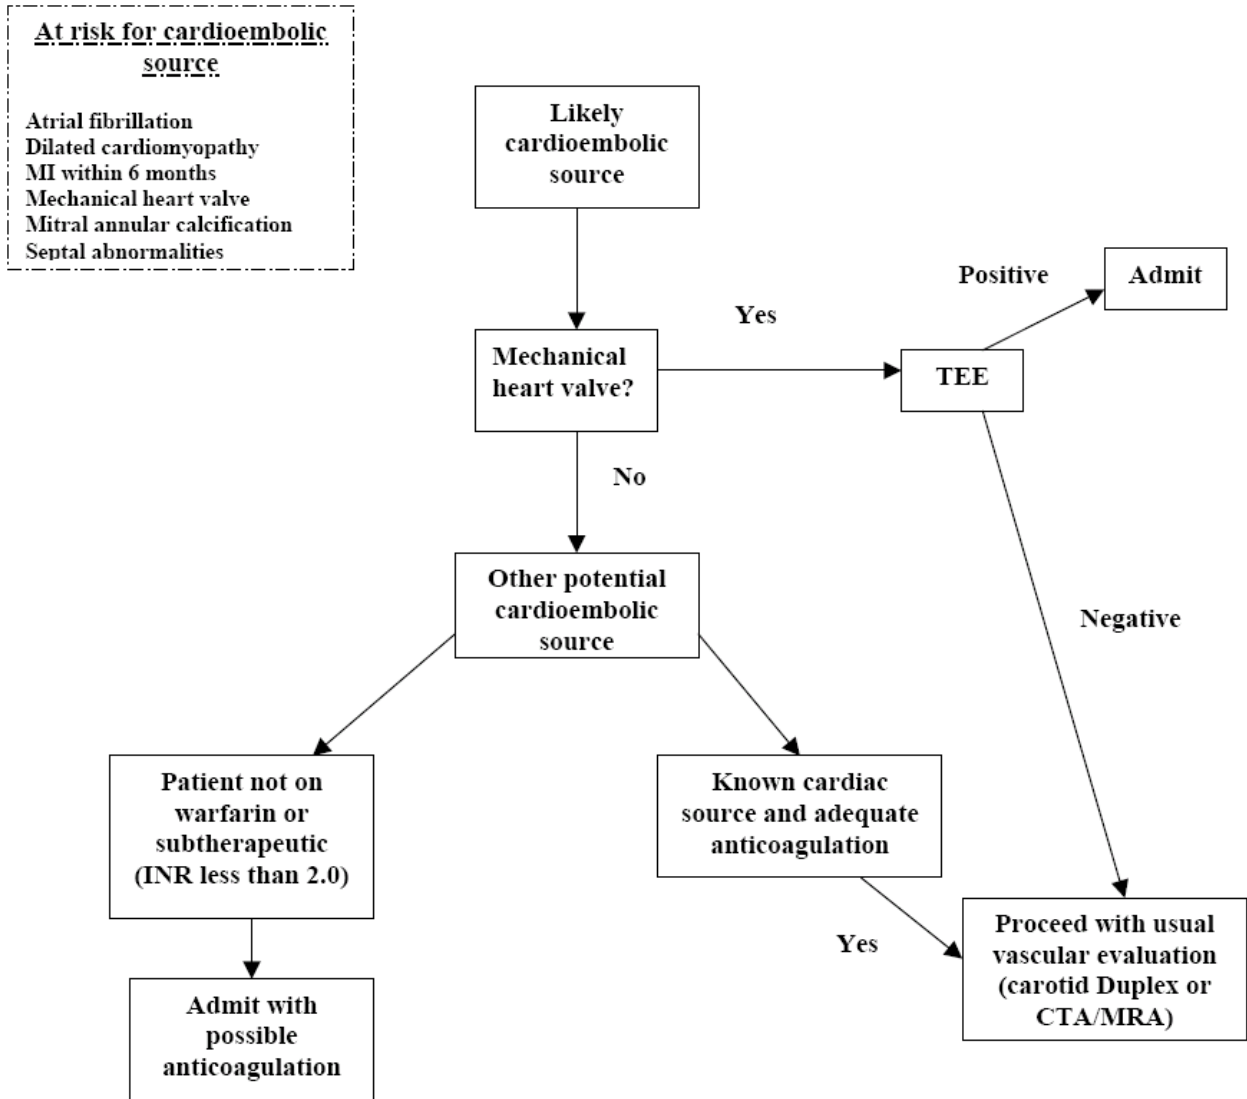 At risk for cardioembolic
source
Atrial fibrillation
Dilated cardiomyopathy
MI within 6 months
Mechanical heart valve
Mitral annular calcification
Septal abnormalities
Likely
cardioembolic
source
Positive
Admit
Yes
Mechanical
heart valve?
TEE
No
Other potential
cardioembolic
source
Negative
Patient not on
warfarin or
subtherapeutic
(INR less than 2.0)
Known cardiac
source and adequate
anticoagulation
Yes
Proceed with usual
vascular evaluation
(carotid Duplex or
CTA/MRA)
Admit with
possible
anticoagulation